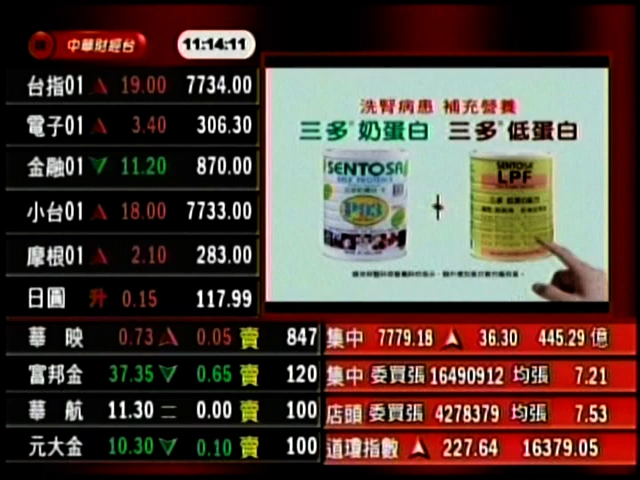 中華財經台 11:14:11
台指01 19.00 7734.00
電子01 3.40 306.30
金融01 11.20 870.00
小台01 18.00 7733.00
摩根01 2.10 283.00
日圓 升 0.15 117.99
洗腎病患 補充營養
三多®奶蛋白 三多®低蛋白
SENTOSA
P93
SENTOSA
LPF
華映 0.73 0.05 賣 847
富邦金 37.35 0.65 賣 120
華航 11.30 = 0.00 賣 100
元大金 10.30 0.10 賣 100
集中 7779.18 36.30 445.29 億
集中 委買張 16490912 均張 7.21
店頭 委買張 4278379 均張 7.53
道瓊指數 227.64 16379.05